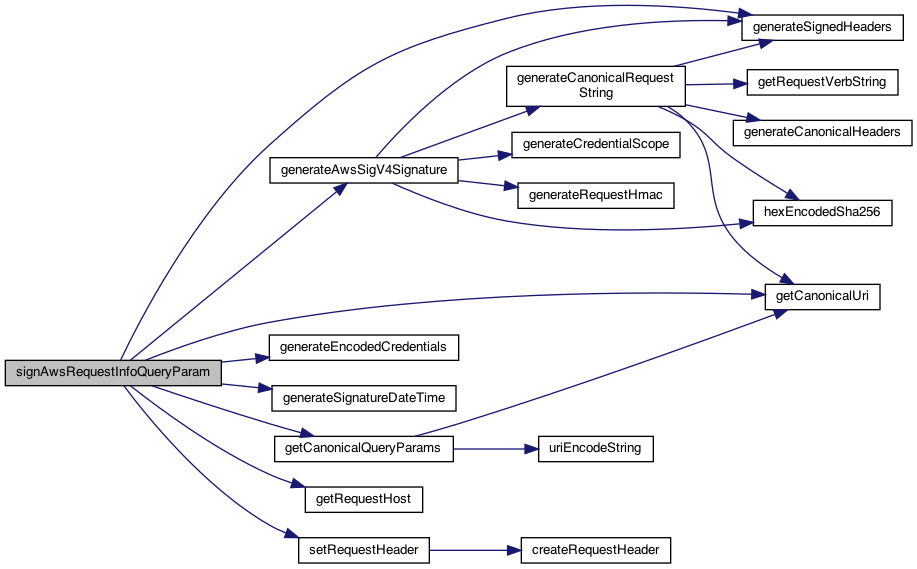 generateSignedHeaders
generateCanonicalRequest
String
getRequestVerbString
generateCanonicalHeaders
generateCredentialScope
generateAwsSigV4Signature
generateRequestHmac
hexEncodedSha256
getCanonicalUri
generateEncodedCredentials
signAwsRequestInfoQueryParam
generateSignatureDateTime
getCanonicalQueryParams
uriEncodeString
getRequestHost
setRequestHeader
createRequestHeader